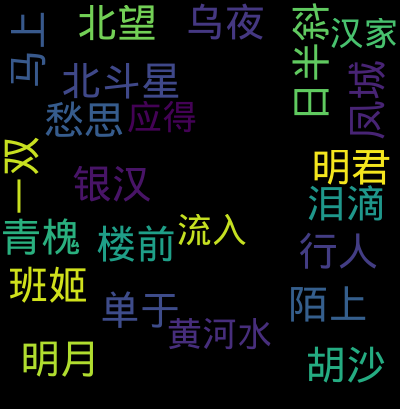 马上
北望
乌夜
日半斜
汉家
北斗星
凤城
愁思
应得
一双
银汉
明君
泪滴
青槐
楼前
流入
行人
班姬
单于
陌上
黄河水
明月
胡沙